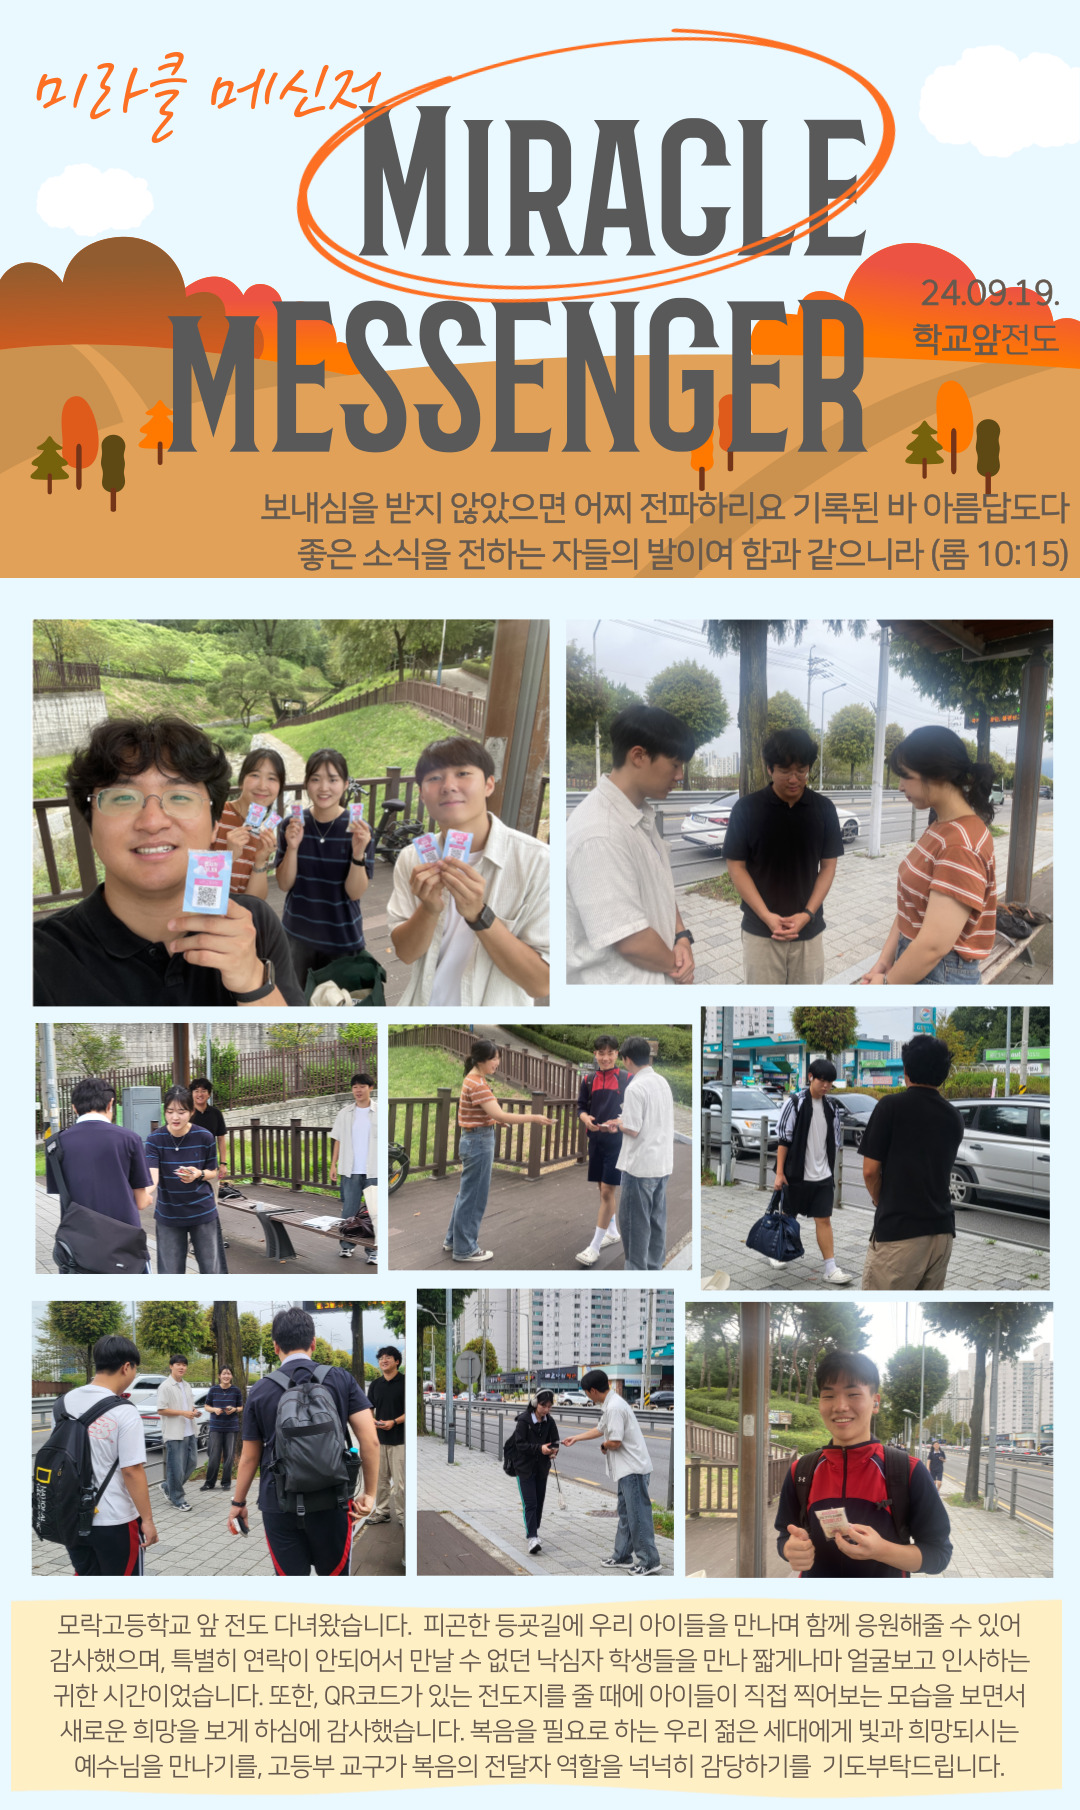 미라클 메신저
MIRACLE
MESSENGER
24.09.19.
학교앞전도
보내심을 받지 않았으면 어찌 전파하리요 기록된 바 아름답도다
좋은 소식을 전하는 자들의 발이여 함과 같으니라 (롬 10:15)
NATIONAL
모락고등학교 앞 전도 다녀왔습니다. 피곤한 등굣길에 우리 아이들을 만나며 함께 응원해줄 수 있어
감사했으며, 특별히 연락이 안되어서 만날 수 없던 낙심자 학생들을 만나 짧게나마 얼굴보고 인사하는
귀한 시간이었습니다. 또한, QR코드가 있는 전도지를 줄 때에 아이들이 직접 찍어보는 모습을 보면서
새로운 희망을 보게 하심에 감사했습니다. 복음을 필요로 하는 우리 젊은 세대에게 빛과 희망되시는
예수님을 만나기를, 고등부 교구가 복음의 전달자 역할을 넉넉히 감당하기를 기도부탁드립니다.